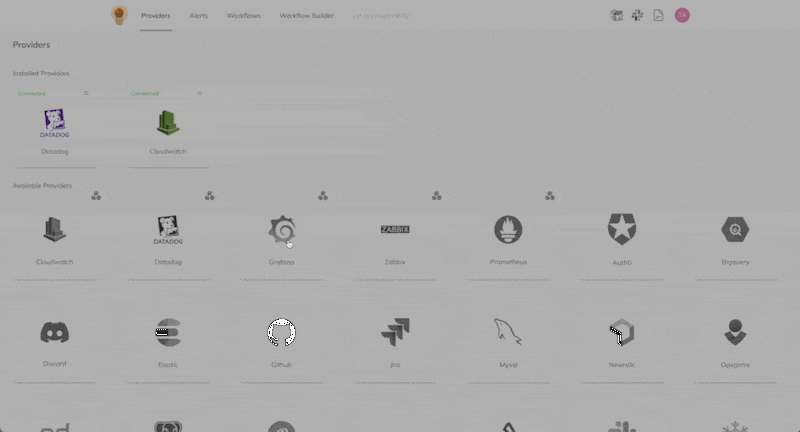 Providers Alerts Workflows Workflow Builder
TA
Providers
Installed Providers
Connected Connected
DATADOG
Datadog Cloudwatch
Available Providers
ZABBIX
DATADOG
Cloudwatch Datadog Grafana Zabbix Prometheus Auth0 Bigquery
Discord Elastic Github Jira Mysql Newrelic Opsgenie